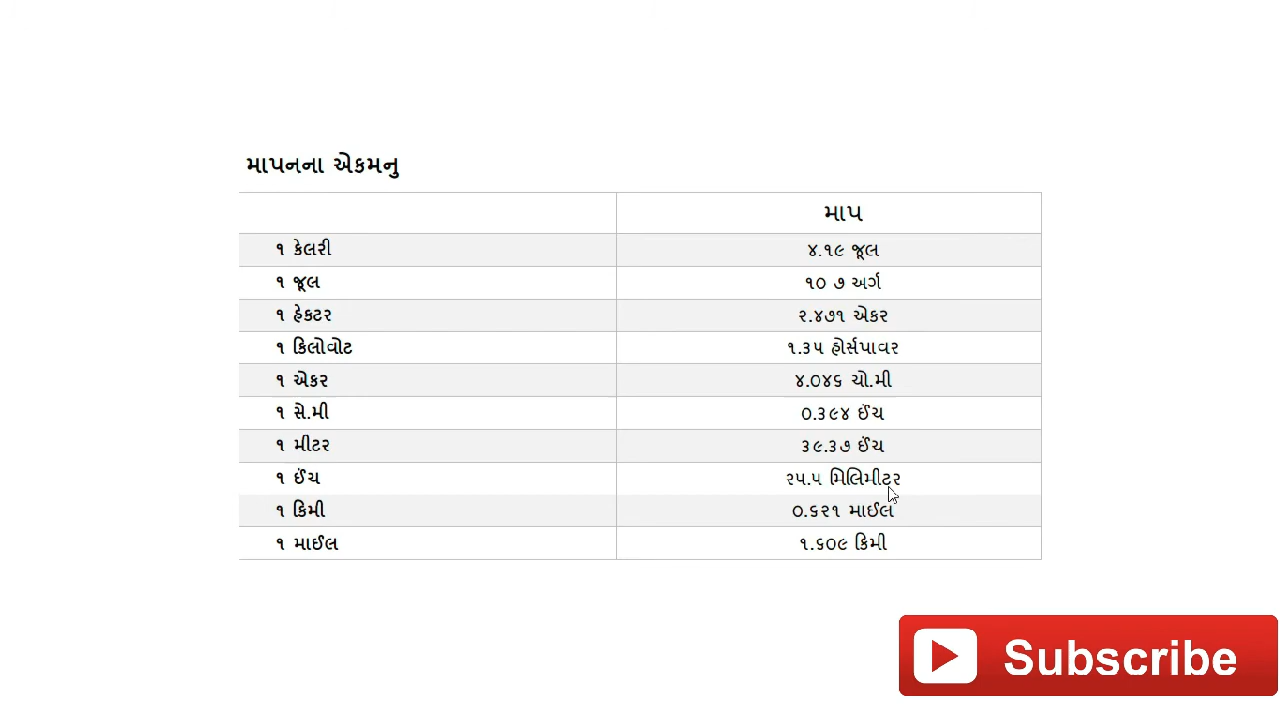 માપનના એકમનુ
માપ
૧ કેલરી ૪.૧૯ જૂલ
૧ જૂલ ૧૦ ૭ અર્ગ
૧ હેકટર ૨.૪૭૧ એકર
૧ કિલોવોટ ૧.૩૫ હોર્સપાવર
૧ એકર ૪.૦૪૬ ચો.મી
૧ સે.મી ૦.૩૯૪ ઈંચ
૧ મીટર ૩૯.૩૭ ઈંચ
૧ ઈંચ ૨૫.૫ મિલિમીટર
૧ કિમી ૦.૬૨૧ માઈલ
૧ માઈલ ૧.૬૦૯ કિમી
Subscribe